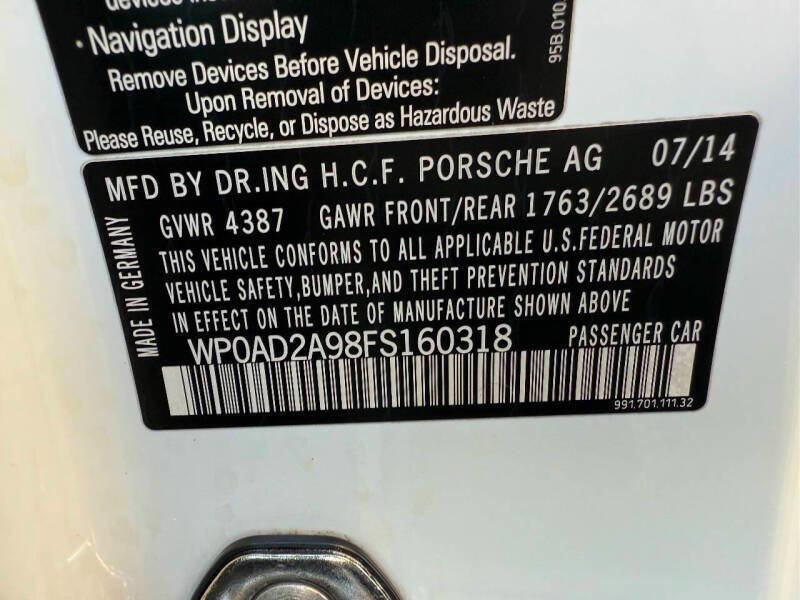 · Navigation Display
Remove Devices Before Vehicle Disposal.
Upon Removal of Devices:
Please Reuse, Recycle, or Dispose as Hazardous Waste
95B.010.
MFD BY DR.ING H.C.F. PORSCHE AG 07/14
GVWR 4387 GAWR FRONT/REAR 1763/2689 LBS
THIS VEHICLE CONFORMS TO ALL APPLICABLE U.S.FEDERAL MOTOR
VEHICLE SAFETY,BUMPER,AND THEFT PREVENTION STANDARDS
IN EFFECT ON THE DATE OF MANUFACTURE SHOWN ABOVE
WP0AD2A98FS160318 PASSENGER CAR
991.701.111.32
MADE IN GERMANY